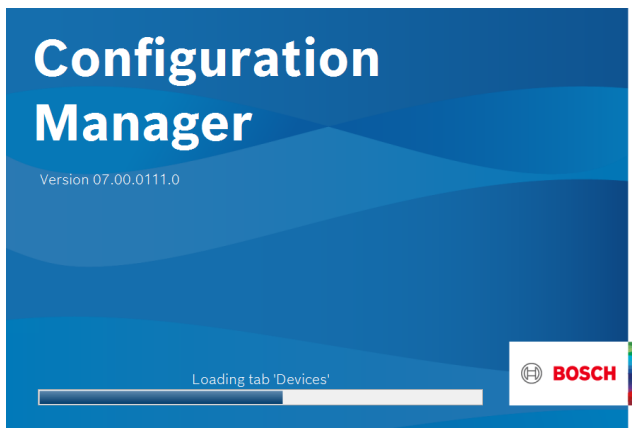 Configuration
Manager
Version 07.00.0111.0
Loading tab 'Devices'
BOSCH